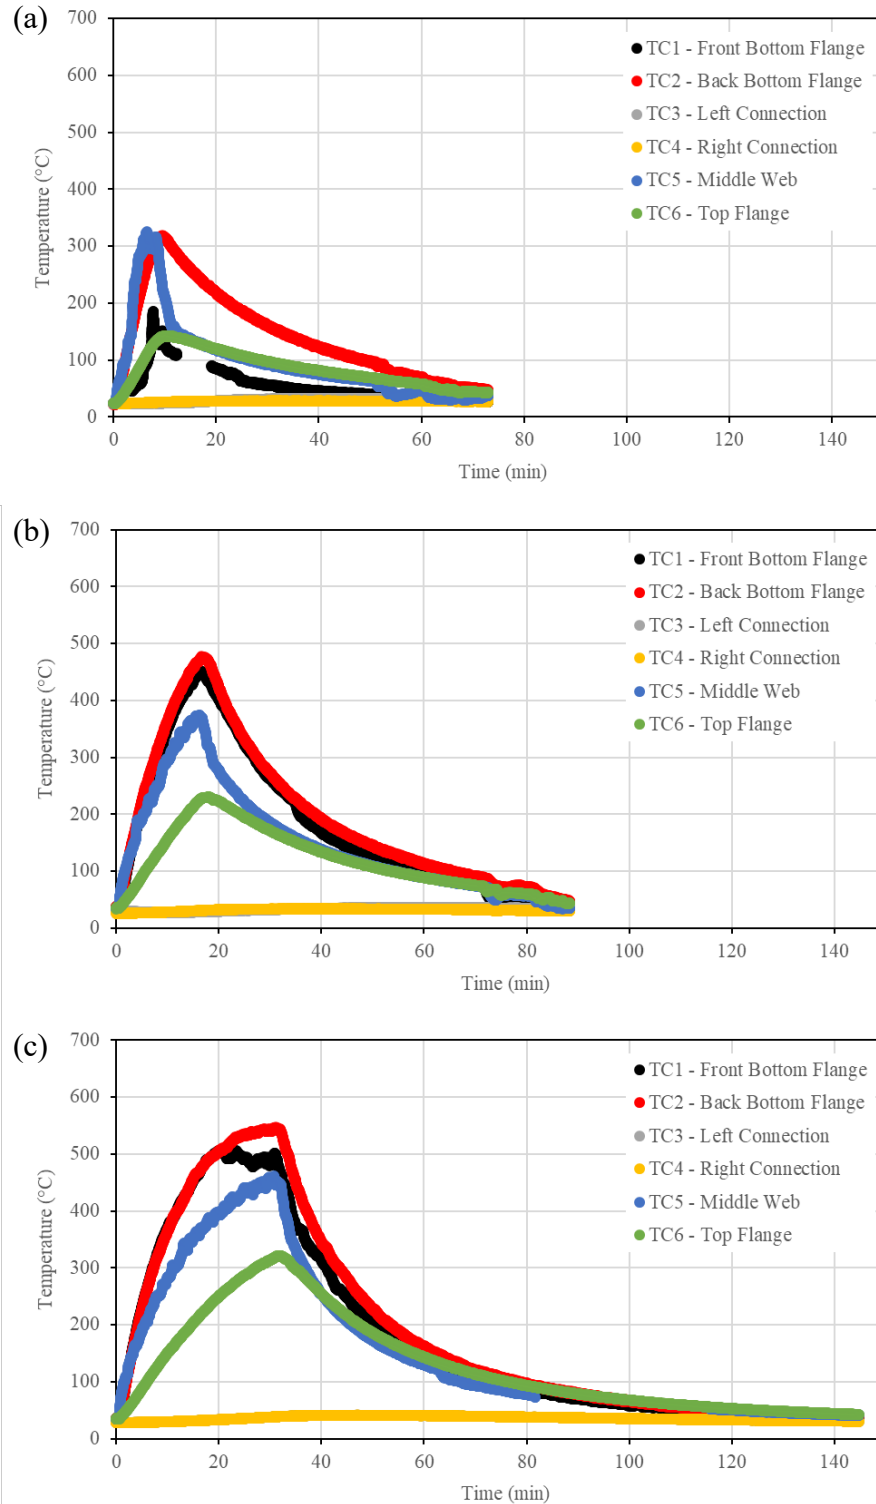 (a)
700
600
500
400
300
200
100
0
Temperature (°C)
0 20 40 60 80 100 120 140
Time (min)
TC1 - Front Bottom Flange
TC2 - Back Bottom Flange
TC3 - Left Connection
TC4 - Right Connection
TC5 - Middle Web
TC6 - Top Flange
(b)
700
600
500
400
300
200
100
0
Temperature (°C)
0 20 40 60 80 100 120 140
Time (min)
TC1 - Front Bottom Flange
TC2 - Back Bottom Flange
TC3 - Left Connection
TC4 - Right Connection
TC5 - Middle Web
TC6 - Top Flange
(c)
700
600
500
400
300
200
100
0
Temperature (°C)
0 20 40 60 80 100 120 140
Time (min)
TC1 - Front Bottom Flange
TC2 - Back Bottom Flange
TC3 - Left Connection
TC4 - Right Connection
TC5 - Middle Web
TC6 - Top Flange